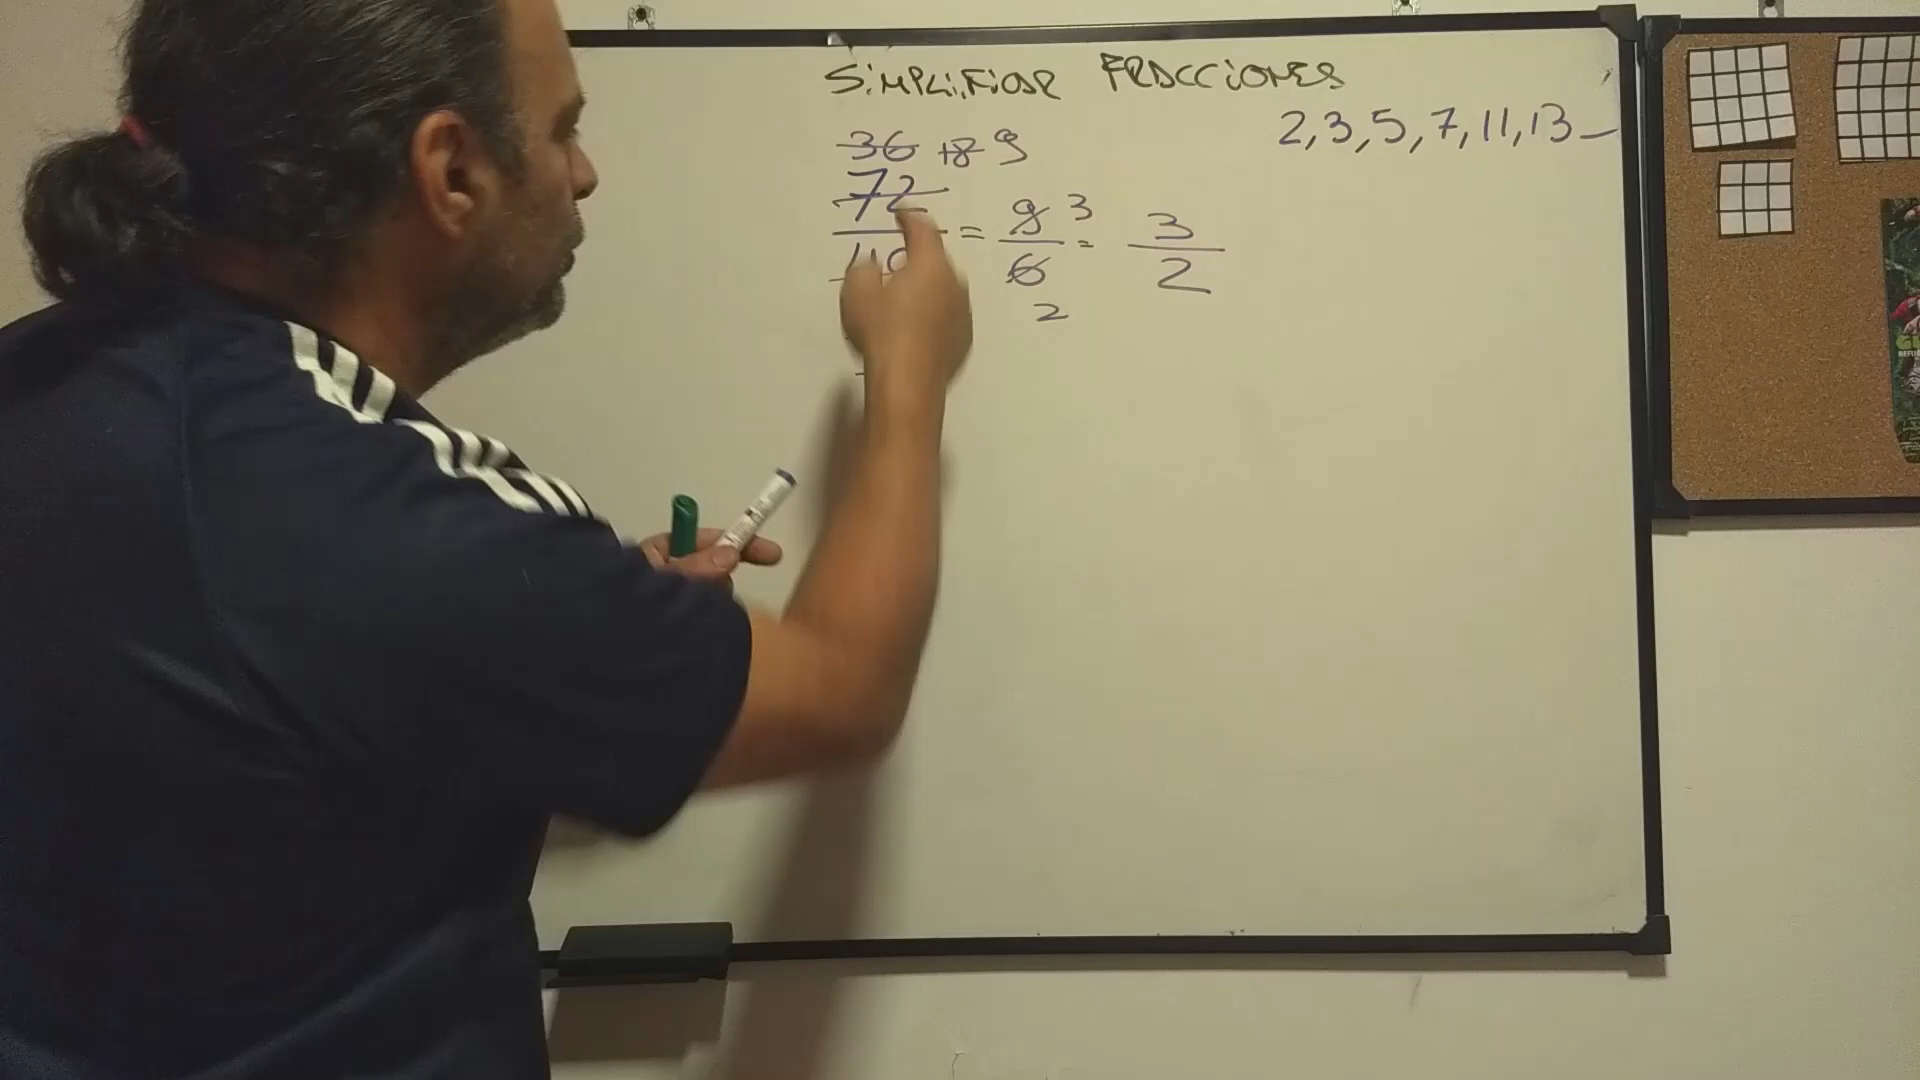 SiMPLiFiCAR FRACCiONES
2, 3, 5, 7, 11, 13 –
36 18 9
72
= 9 3 = 3
6 2
2